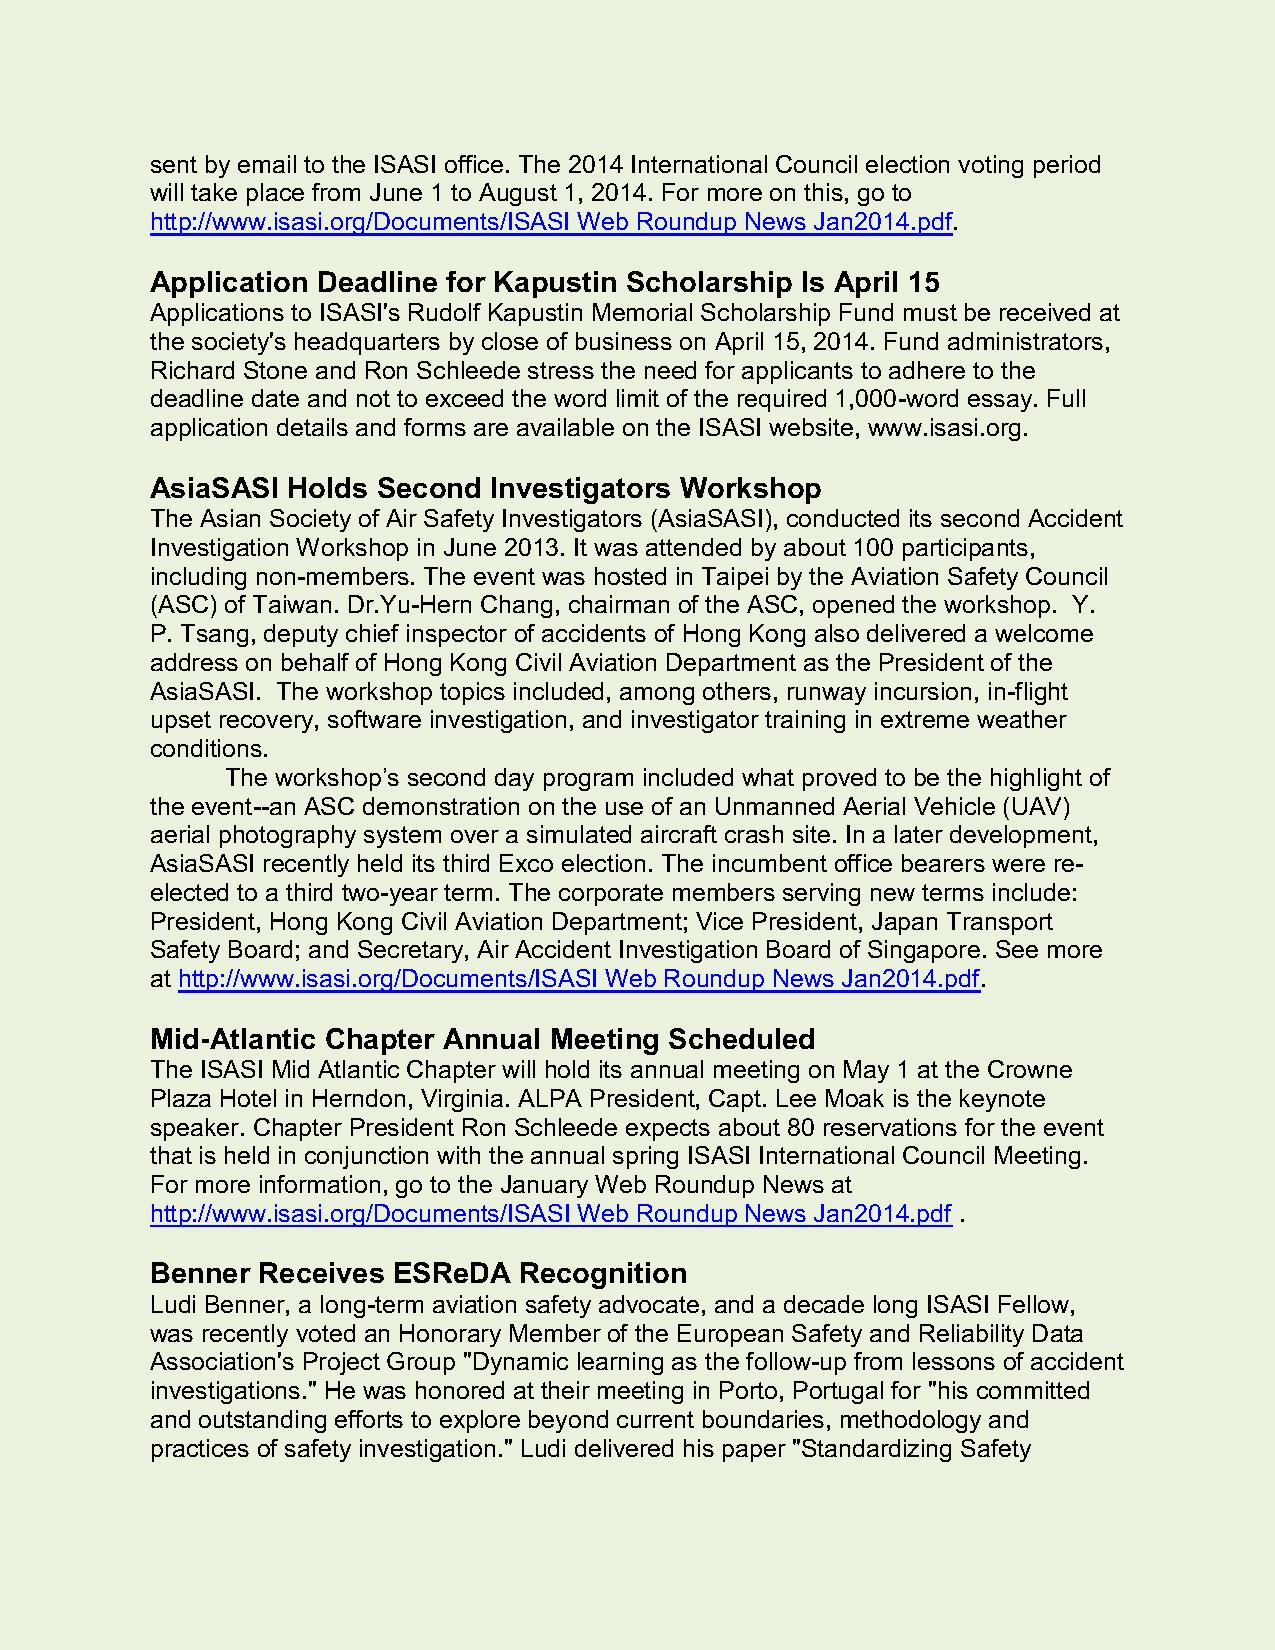 sent by email to the ISASI office. The 2014 International Council election voting period
will take place from June 1 to August 1, 2014. For more on this, go to
http://www.isasi.org/Documents/ISASI Web Roundup News Jan2014.pdf.
Application Deadline for Kapustin Scholarship Is April 15
Applications to ISASI's Rudolf Kapustin Memorial Scholarship Fund must be received at
the society's headquarters by close of business on April 15, 2014. Fund administrators,
Richard Stone and Ron Schleede stress the need for applicants to adhere to the
deadline date and not to exceed the word limit of the required 1,000-word essay. Full
application details and forms are available on the ISASI website, www.isasi.org.
AsiaSASI Holds Second Investigators Workshop
The Asian Society of Air Safety Investigators (AsiaSASI), conducted its second Accident
Investigation Workshop in June 2013. It was attended by about 100 participants,
including non-members. The event was hosted in Taipei by the Aviation Safety Council
(ASC) of Taiwan. Dr.Yu-Hern Chang, chairman of the ASC, opened the workshop.  Y.
P. Tsang, deputy chief inspector of accidents of Hong Kong also delivered a welcome
address on behalf of Hong Kong Civil Aviation Department as the President of the
AsiaSASI.  The workshop topics included, among others, runway incursion, in-flight
upset recovery, software investigation, and investigator training in extreme weather
conditions.
The workshop’s second day program included what proved to be the highlight of
the event--an ASC demonstration on the use of an Unmanned Aerial Vehicle (UAV)
aerial photography system over a simulated aircraft crash site. In a later development,
AsiaSASI recently held its third Exco election. The incumbent office bearers were re-
elected to a third two-year term. The corporate members serving new terms include:
President, Hong Kong Civil Aviation Department; Vice President, Japan Transport
Safety Board; and Secretary, Air Accident Investigation Board of Singapore. See more
at http://www.isasi.org/Documents/ISASI Web Roundup News Jan2014.pdf.
Mid-Atlantic Chapter Annual Meeting Scheduled
The ISASI Mid Atlantic Chapter will hold its annual meeting on May 1 at the Crowne
Plaza Hotel in Herndon, Virginia. ALPA President, Capt. Lee Moak is the keynote
speaker. Chapter President Ron Schleede expects about 80 reservations for the event
that is held in conjunction with the annual spring ISASI International Council Meeting.
For more information, go to the January Web Roundup News at
http://www.isasi.org/Documents/ISASI Web Roundup News Jan2014.pdf .
Benner Receives ESReDA Recognition
Ludi Benner, a long-term aviation safety advocate, and a decade long ISASI Fellow,
was recently voted an Honorary Member of the European Safety and Reliability Data
Association's Project Group "Dynamic learning as the follow-up from lessons of accident
investigations." He was honored at their meeting in Porto, Portugal for "his committed
and outstanding efforts to explore beyond current boundaries, methodology and
practices of safety investigation." Ludi delivered his paper "Standardizing Safety